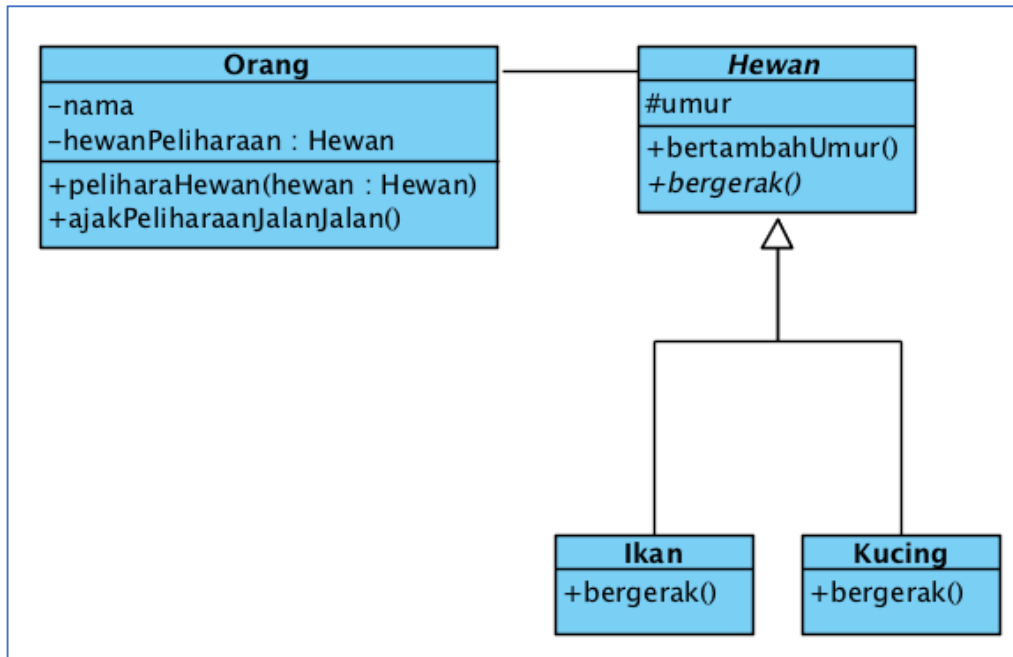 Orang
-nama
-hewanPeliharaan : Hewan
+peliharaHewan(hewan : Hewan)
+ajakPeliharaanJalanJalan()
Hewan
#umur
+bertambahUmur()
+bergerak()
Ikan
+bergerak()
Kucing
+bergerak()